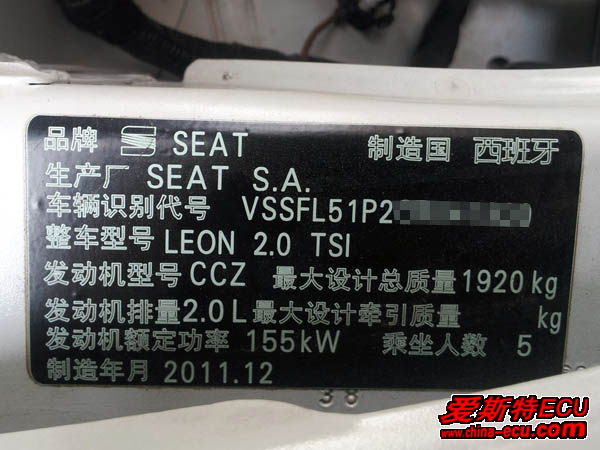 品牌 SEAT 制造国 西班牙
生产厂 SEAT S.A.
车辆识别代号 VSSFL51P2
整车型号 LEON 2.0 TSI
发动机型号 CCZ 最大设计总质量 1920 kg
发动机排量 2.0L 最大设计牵引质量 kg
发动机额定功率 155kW 乘坐人数 5
制造年月 2011.12
爱斯特ECU
www.china-ecu.com